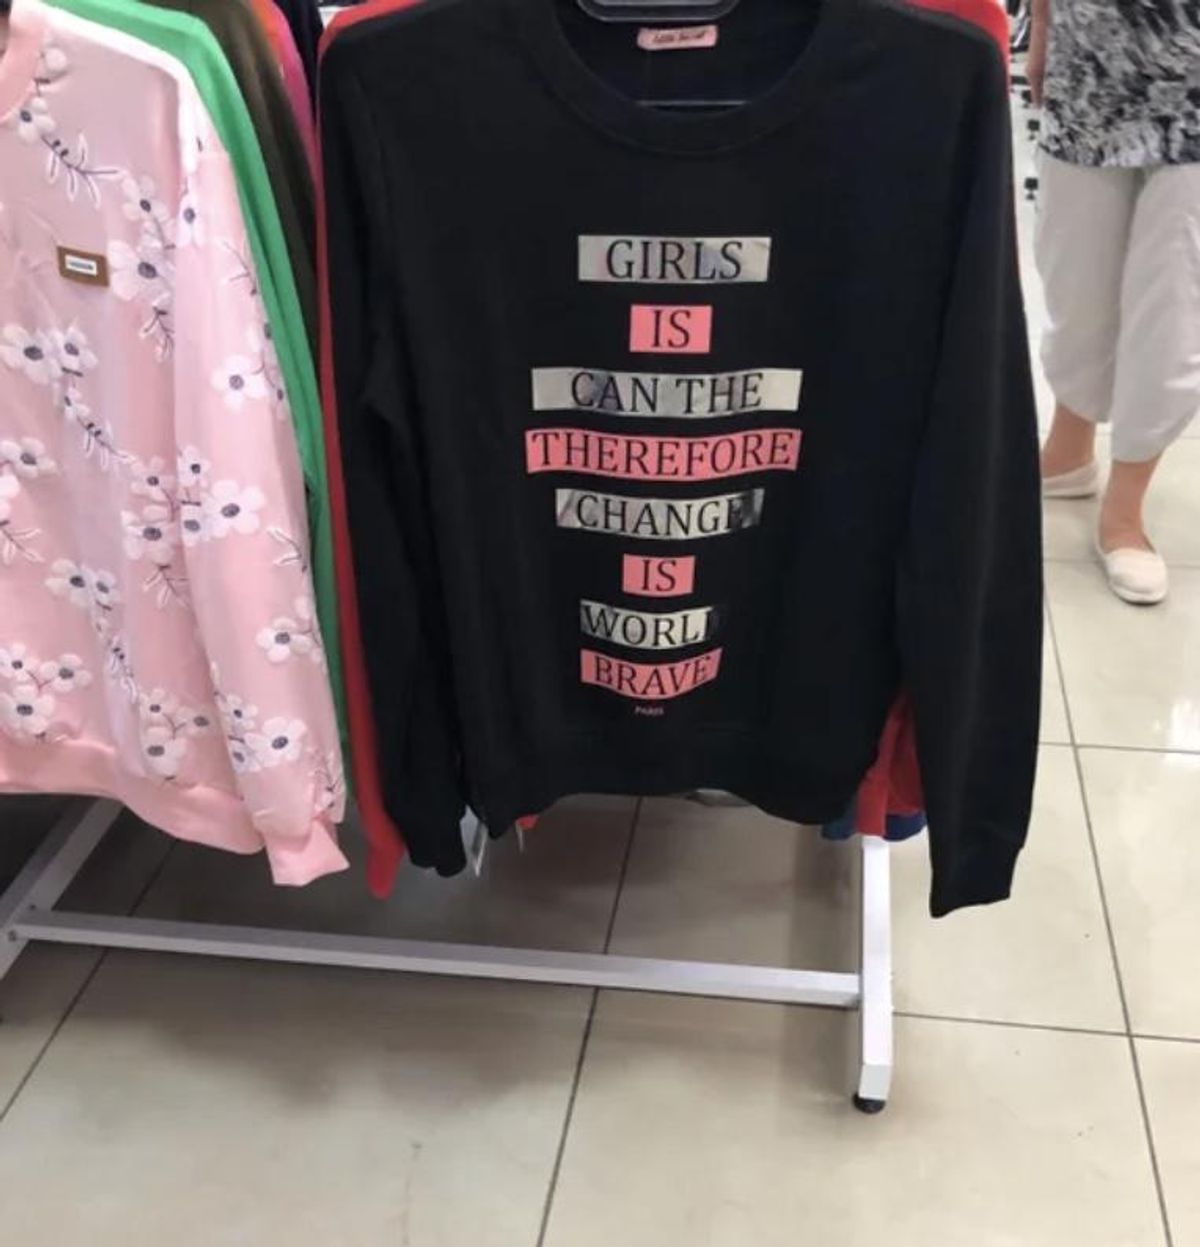 GIRLS
IS
CAN THE
THEREFORE
CHANGE
IS
WORLD
BRAVE
PARIS